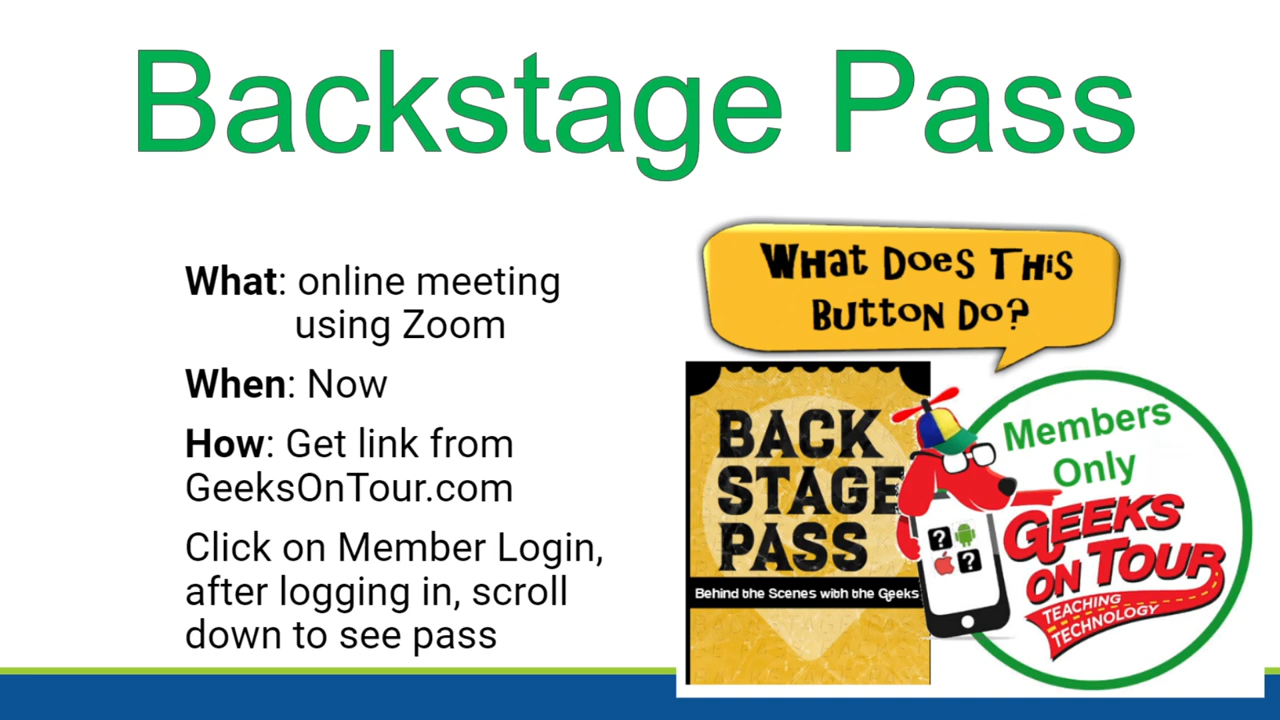 Backstage Pass
What: online meeting
using Zoom
When: Now
How: Get link from
GeeksOnTour.com
Click on Member Login,
after logging in, scroll
down to see pass
What Does This
Button Do?
BACK
STAGE
PASS
Behind the Scenes with the Geeks
Members
Only
? 
?
GEEKS
ON TOUR
TEACHING
TECHNOLOGY